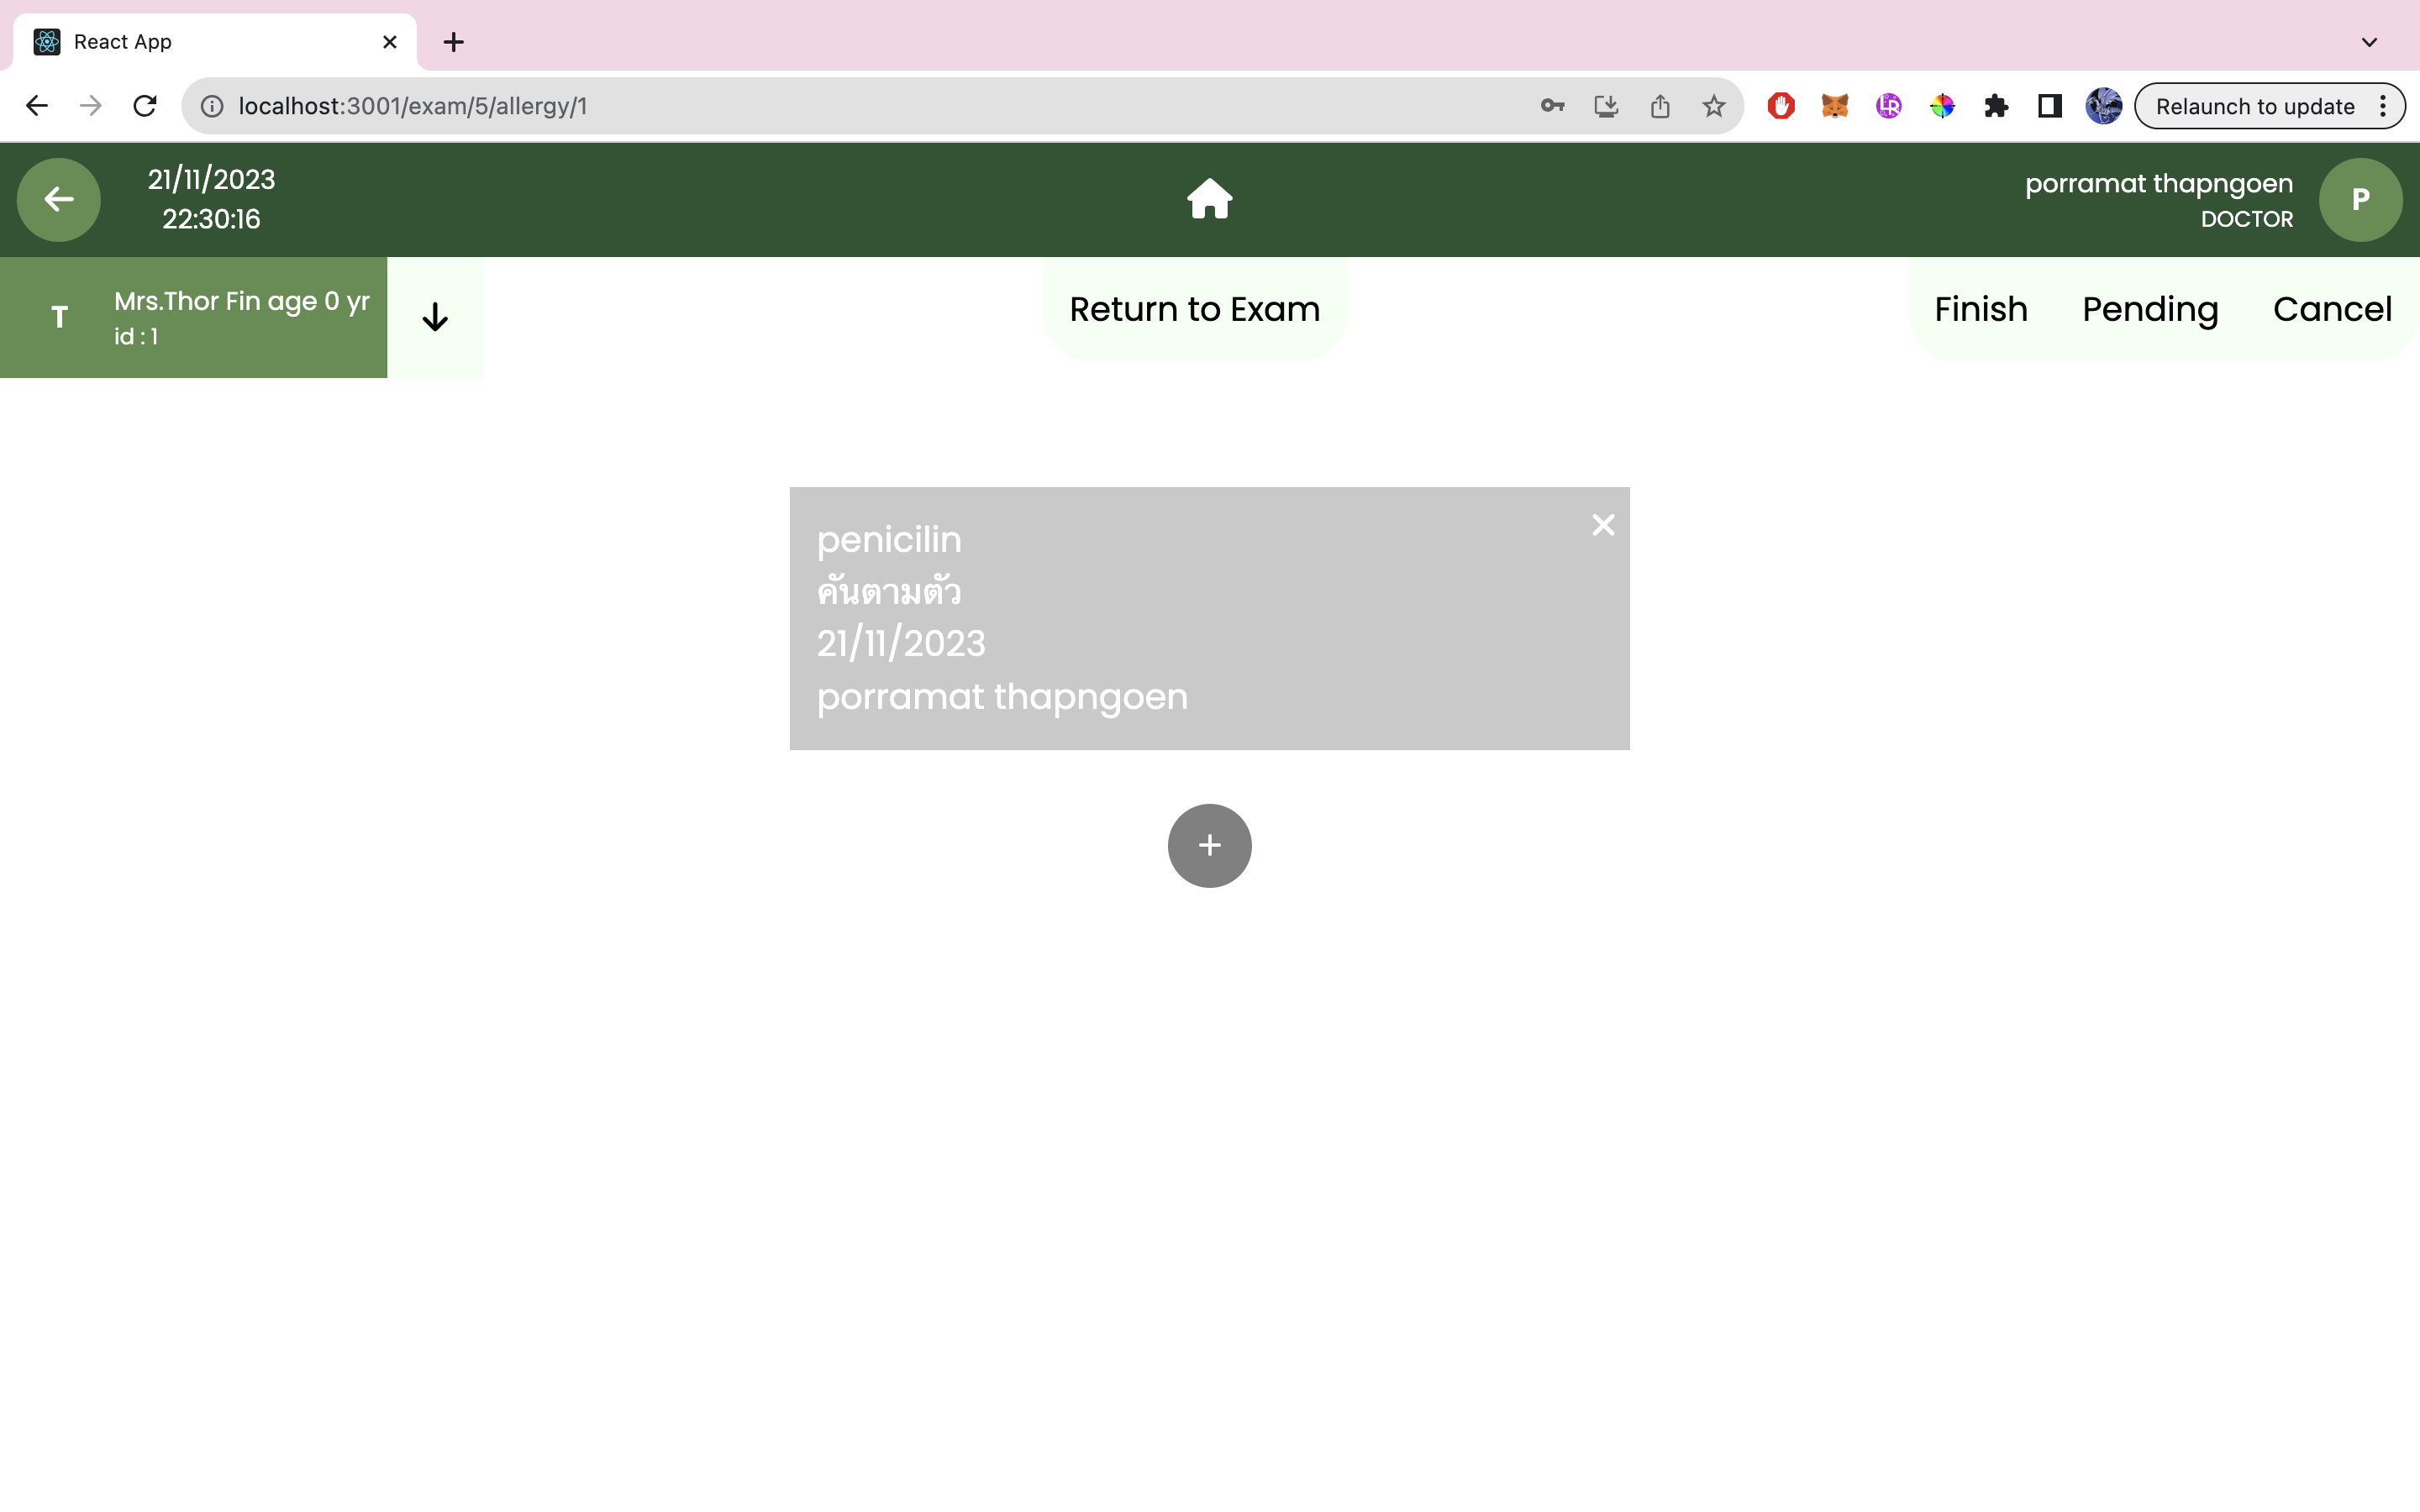 React App
localhost:3001/exam/5/allergy/1
Relaunch to update
21/11/2023
22:30:16
porramat thapngoen
DOCTOR
P
T
Mrs.Thor Fin age 0 yr
id : 1
Return to Exam
Finish Pending Cancel
penicilin
คันตามตัว
21/11/2023
porramat thapngoen
+